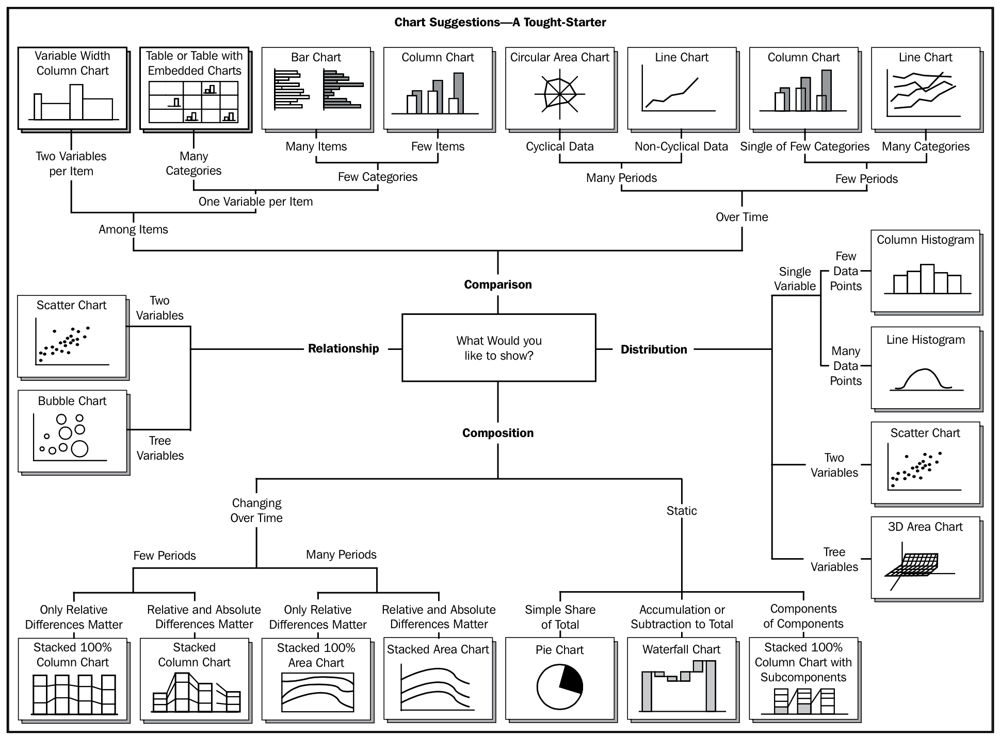 Chart Suggestions—A Tought-Starter
Variable Width
Column Chart
Table or Table with
Embedded Charts
Bar Chart
Column Chart
Circular Area Chart
Line Chart
Column Chart
Line Chart
Two Variables
per Item
Many
Categories
Many Items
Few Items
Cyclical Data
Non-Cyclical Data
Single of Few Categories
Many Categories
Few Categories
Many Periods
Few Periods
One Variable per Item
Among Items
Over Time
Comparison
What Would you
like to show?
Relationship
Two
Variables
Scatter Chart
Tree
Variables
Bubble Chart
Distribution
Single
Variable
Few
Data
Points
Column Histogram
Many
Data
Points
Line Histogram
Two
Variables
Scatter Chart
Tree
Variables
3D Area Chart
Composition
Changing
Over Time
Static
Few Periods
Many Periods
Only Relative
Differences Matter
Relative and Absolute
Differences Matter
Only Relative
Differences Matter
Relative and Absolute
Differences Matter
Simple Share
of Total
Accumulation or
Subtraction to Total
Components
of Components
Stacked 100%
Column Chart
Stacked
Column Chart
Stacked 100%
Area Chart
Stacked Area Chart
Pie Chart
Waterfall Chart
Stacked 100%
Column Chart with
Subcomponents